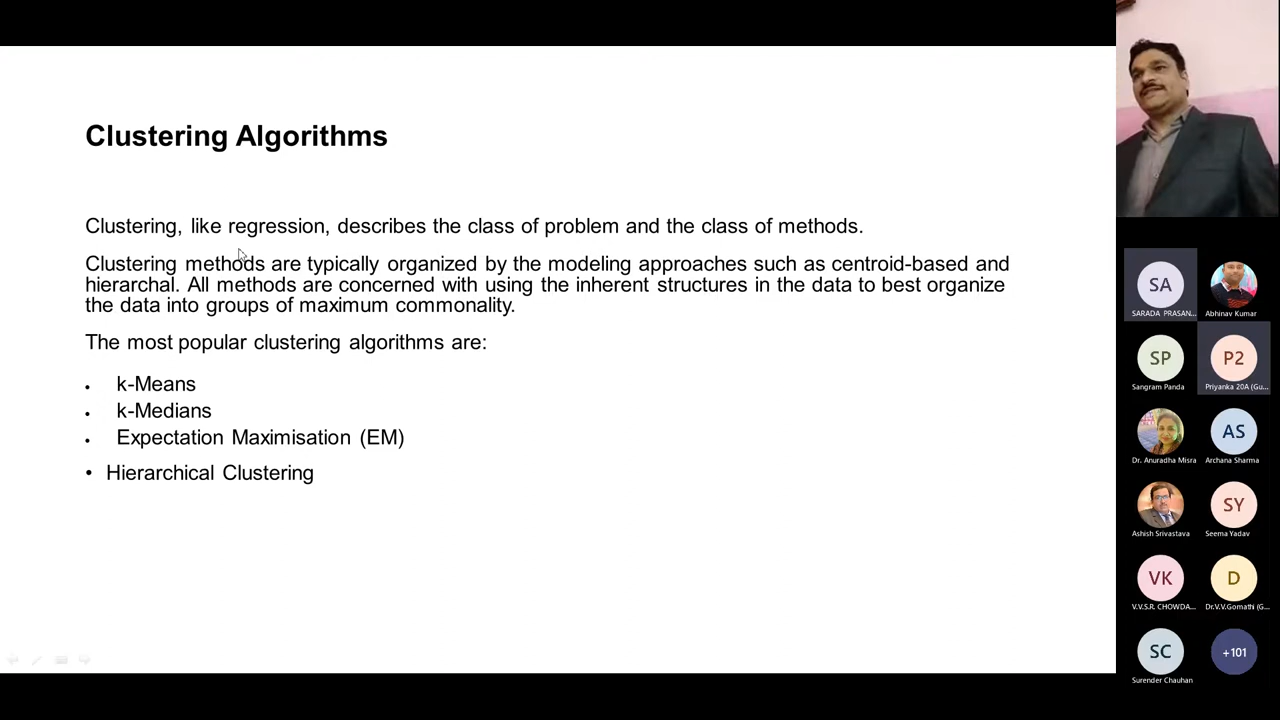 Clustering Algorithms
Clustering, like regression, describes the class of problem and the class of methods.
Clustering methods are typically organized by the modeling approaches such as centroid-based and
hierarchal. All methods are concerned with using the inherent structures in the data to best organize
the data into groups of maximum commonality.
The most popular clustering algorithms are:
• k-Means
• k-Medians
• Expectation Maximisation (EM)
• Hierarchical Clustering
SA
SARADA PRASAN...
Abhinav Kumar
SP
Sangram Panda
P2
Priyanka 20A (Gu...
Dr. Anuradha Misra
AS
Archana Sharma
Ashish Srivastava
SY
Seema Yadav
VK
V.V.S.R. CHOWDA...
D
Dr.V.V.Gomathi (G...
SC
Surender Chauhan
+101